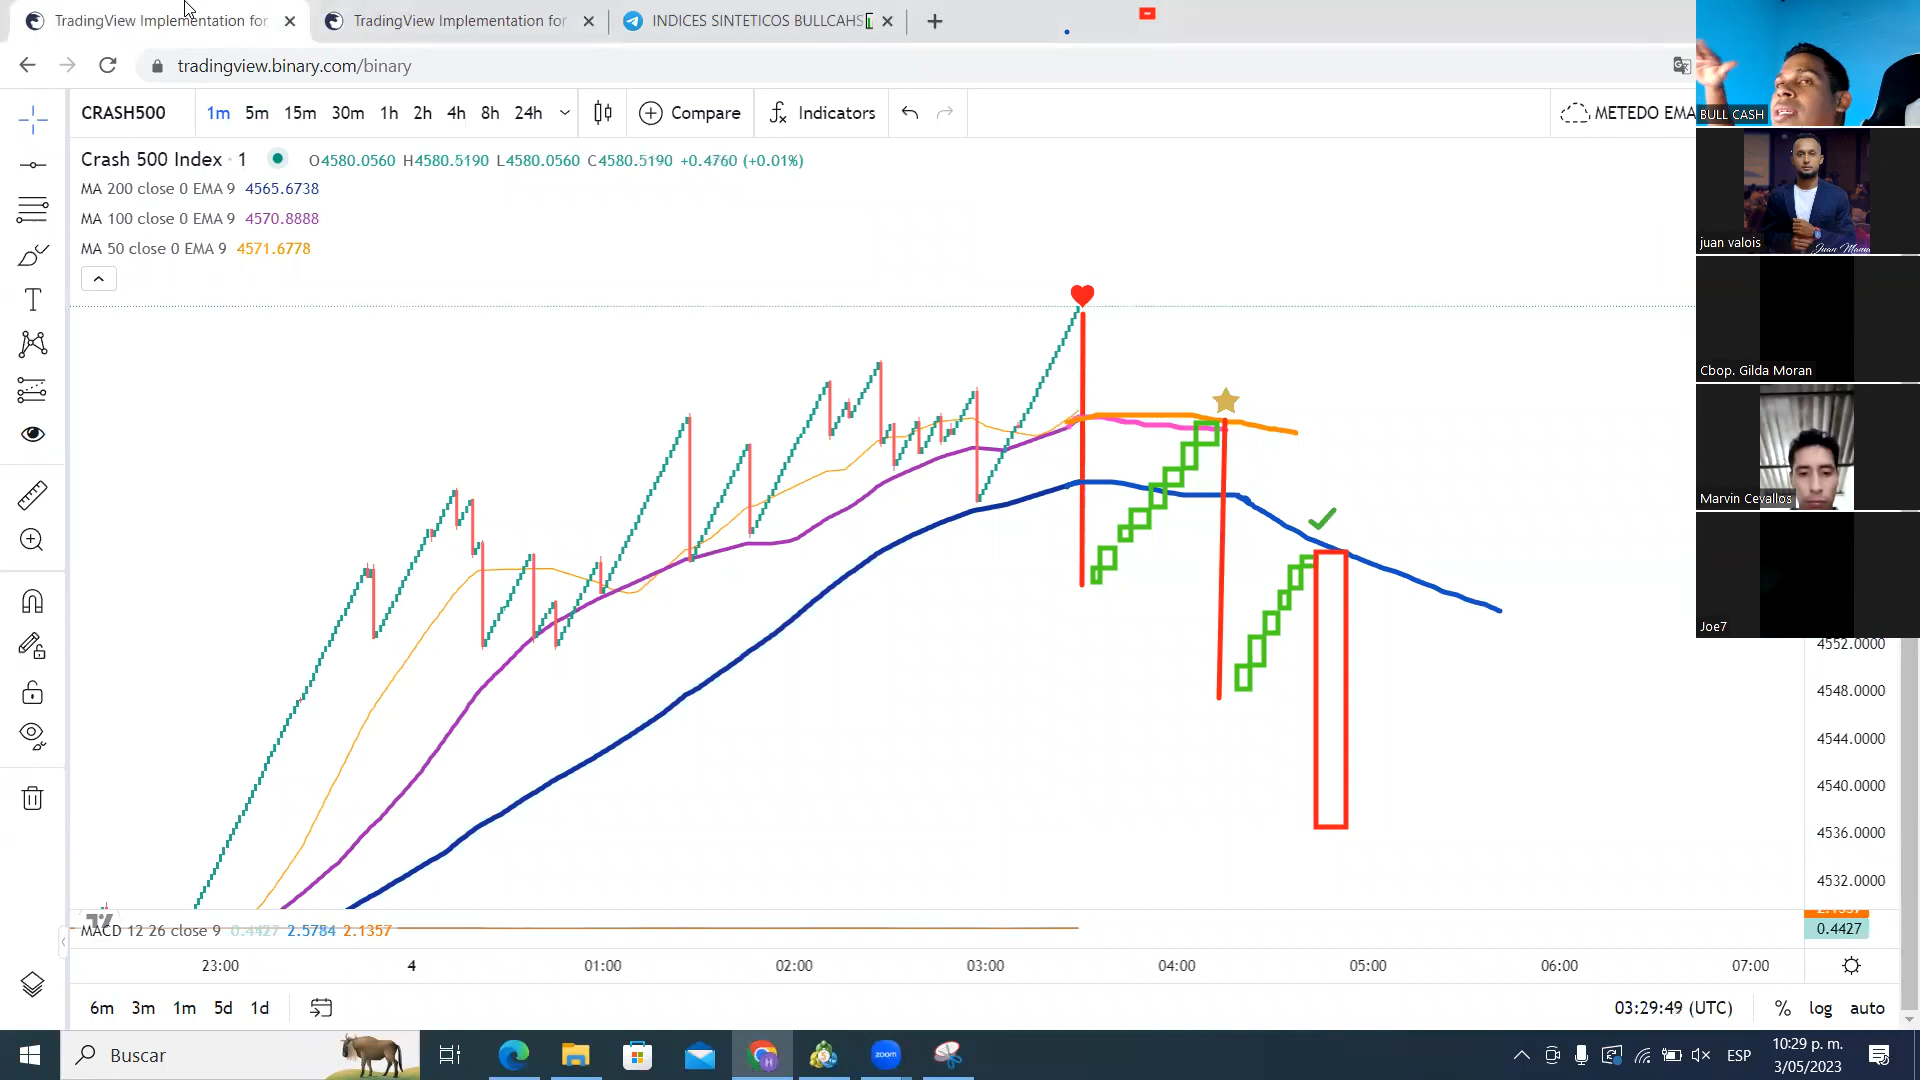 TradingView Implementation for
TradingView Implementation for
INDICES SINTETICOS BULLCAHS
tradingview.binary.com/binary
CRASH500
1m 5m 15m 30m 1h 2h 4h 8h 24h
Compare
Indicators
METEDO EMA
Crash 500 Index · 1
O4580.0560 H4580.5190 L4580.0560 C4580.5190 +0.4760 (+0.01%)
MA 200 close 0 EMA 9 4565.6738
MA 100 close 0 EMA 9 4570.8888
MA 50 close 0 EMA 9 4571.6778
BULL CASH
juan valois
Juan Manu
Cbop. Gilda Moran
Marvin Cevallos
Joe7
4552.0000
4548.0000
4544.0000
4540.0000
4536.0000
4532.0000
MACD 12 26 close 9 0.4427 2.5784 2.1357
2.1357
0.4427
23:00 4 01:00 02:00 03:00 04:00 05:00 06:00 07:00
6m 3m 1m 5d 1d
03:29:49 (UTC) % log auto
Buscar
zoom
ESP
10:29 p. m.
3/05/2023